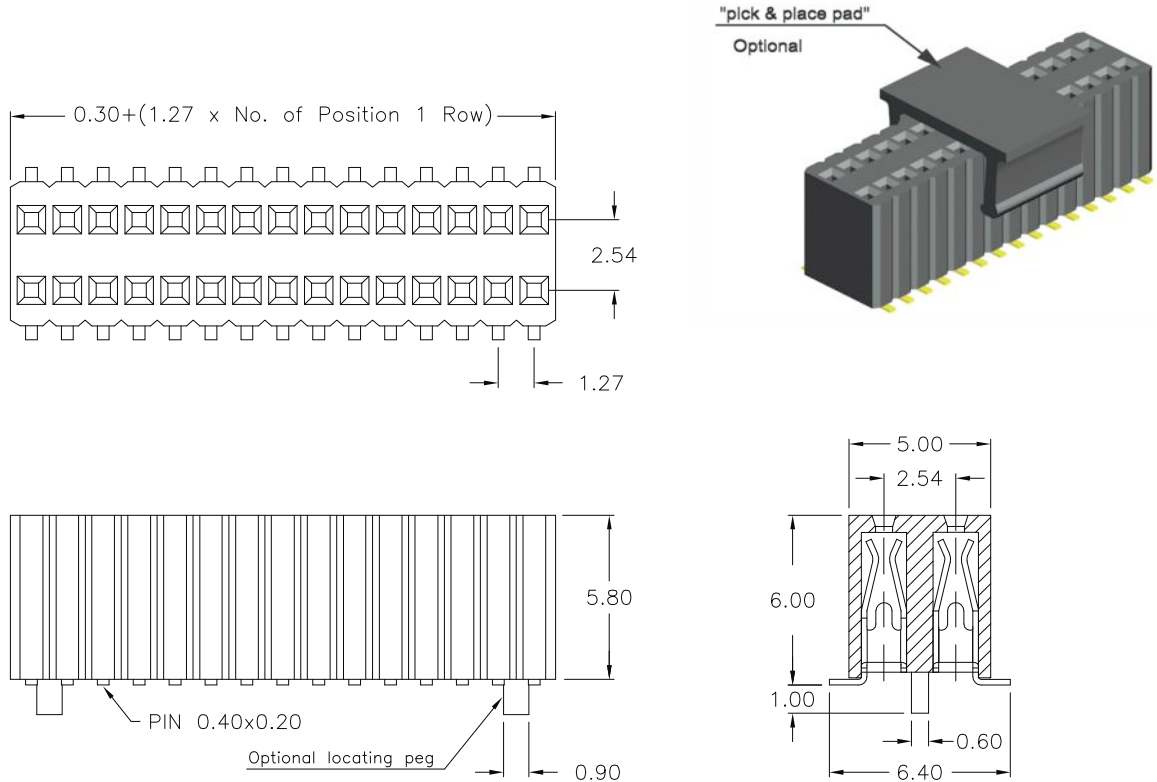 "pick & place pad"
Optional
0.30+(1.27 x No. of Position 1 Row)
2.54
1.27
5.00
2.54
5.80
6.00
1.00
PIN 0.40x0.20
Optional locating peg
0.60
0.90
6.40